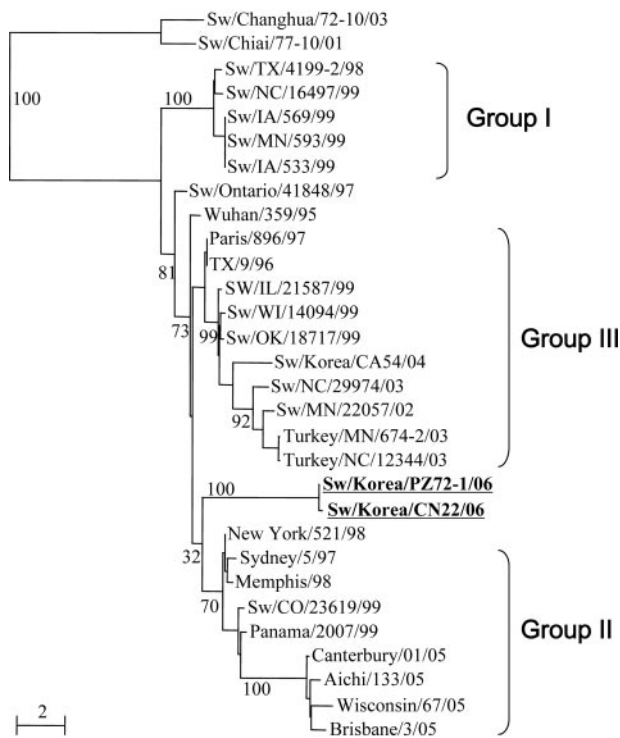 Sw/Changhua/72-10/03
Sw/Chiai/77-10/01
100
100
Sw/TX/4199-2/98
Sw/NC/16497/99
Sw/IA/569/99
Sw/MN/593/99
Sw/IA/533/99
Group I
Sw/Ontario/41848/97
81
Wuhan/359/95
73
Paris/896/97
TX/9/96
SW/IL/21587/99
Sw/WI/14094/99
99
Sw/OK/18717/99
Group III
Sw/Korea/CA54/04
Sw/NC/29974/03
92
Sw/MN/22057/02
Turkey/MN/674-2/03
Turkey/NC/12344/03
100
Sw/Korea/PZ72-1/06
Sw/Korea/CN22/06
32
New York/521/98
Sydney/5/97
Memphis/98
70
Sw/CO/23619/99
Panama/2007/99
Group II
100
Canterbury/01/05
Aichi/133/05
Wisconsin/67/05
Brisbane/3/05
2